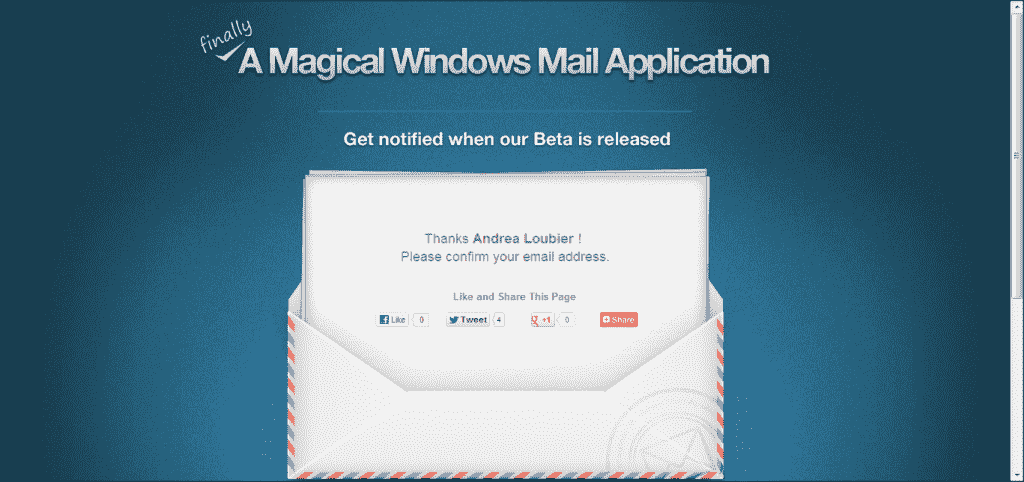 finally
A Magical Windows Mail Application
Get notified when our Beta is released
Thanks Andrea Loubier !
Please confirm your email address.
Like and Share This Page
Like 0 Tweet 4 +1 0 Share